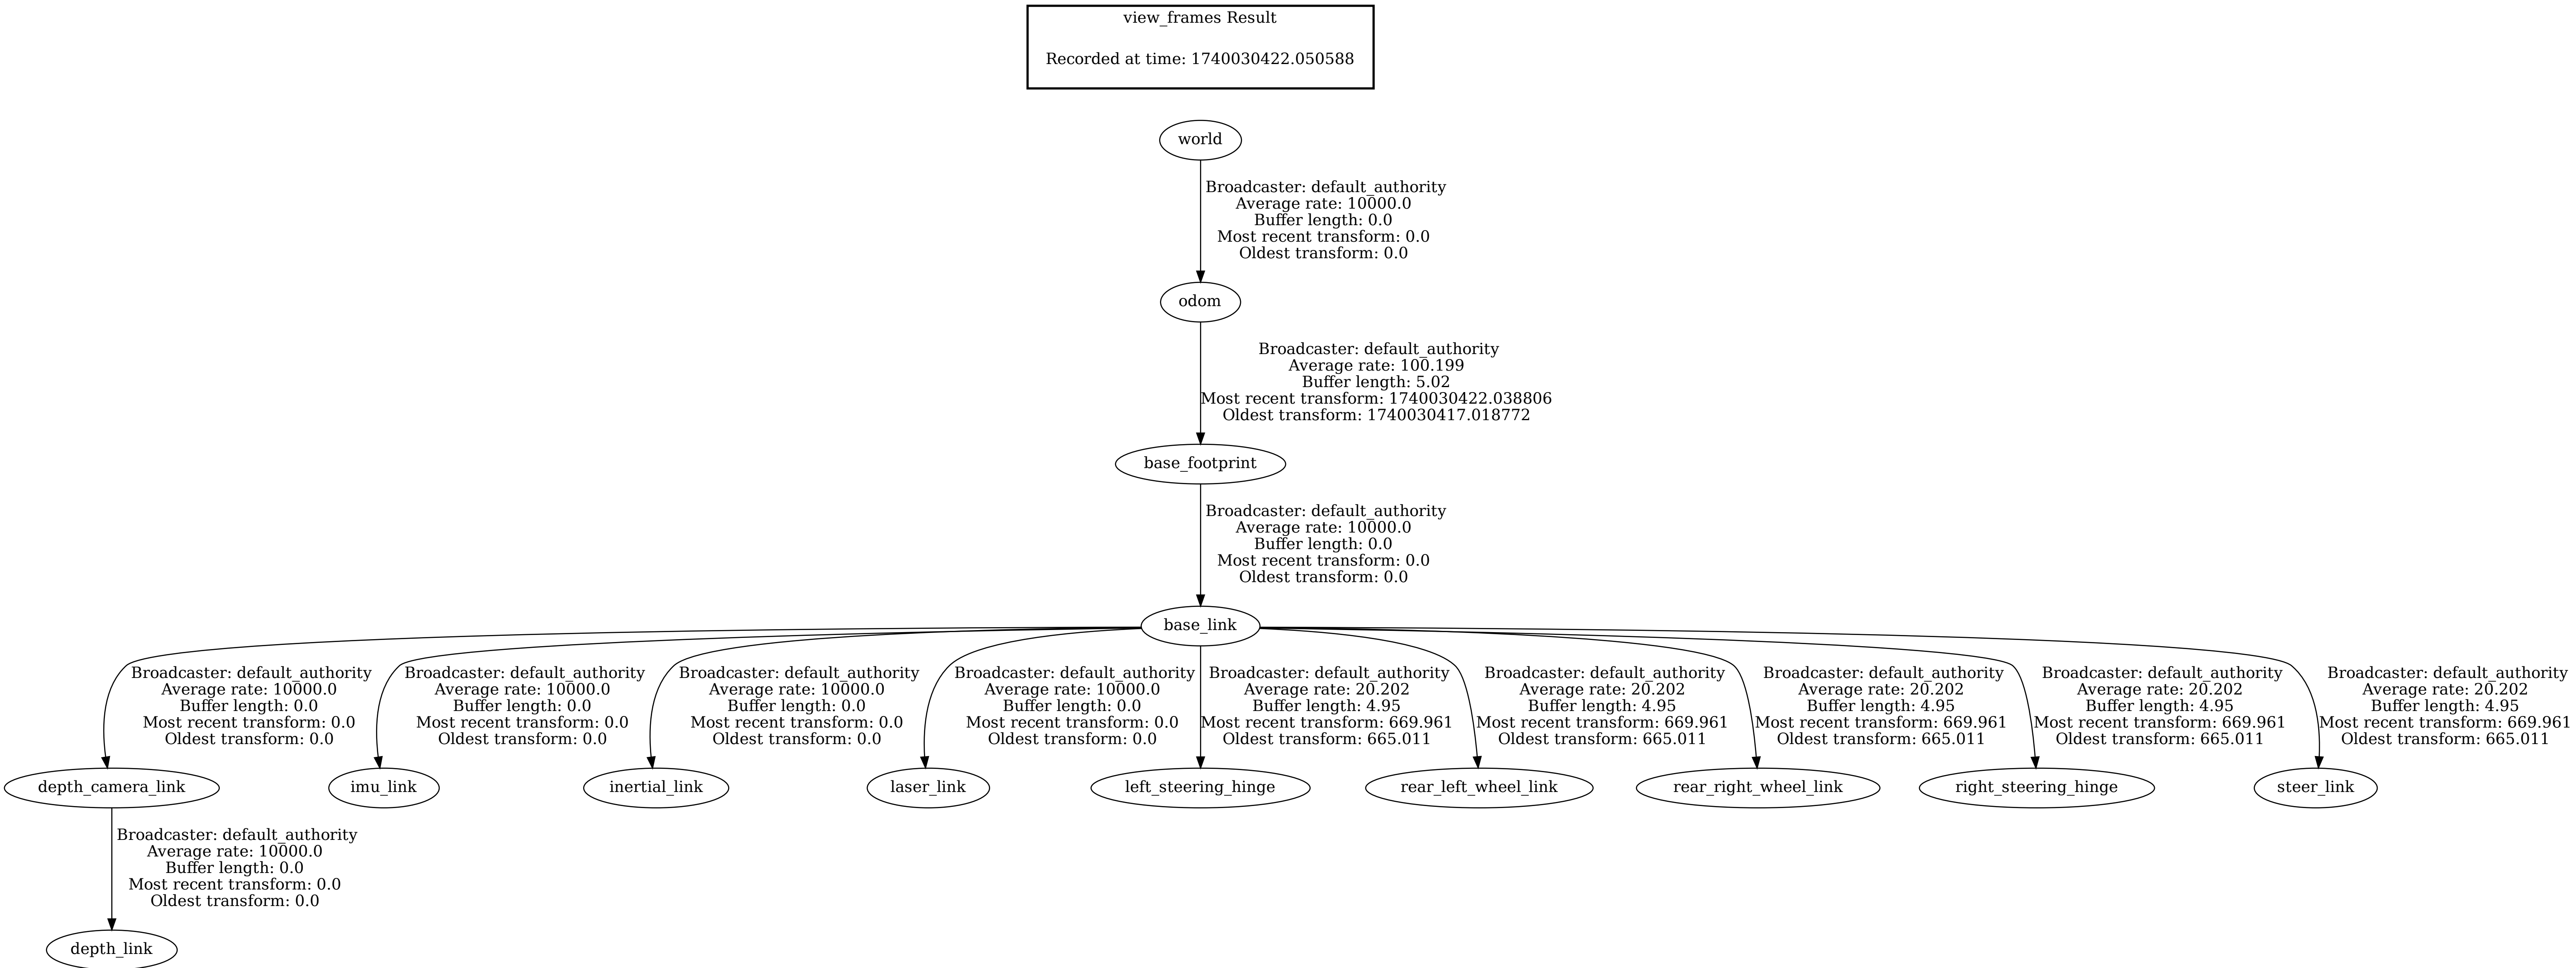 view_frames Result
Recorded at time: 1740030422.050588
world
Broadcaster: default_authority
Average rate: 10000.0
Buffer length: 0.0
Most recent transform: 0.0
Oldest transform: 0.0
odom
Broadcaster: default_authority
Average rate: 100.199
Buffer length: 5.02
Most recent transform: 1740030422.038806
Oldest transform: 1740030417.018772
base_footprint
Broadcaster: default_authority
Average rate: 10000.0
Buffer length: 0.0
Most recent transform: 0.0
Oldest transform: 0.0
base_link
Broadcaster: default_authority
Average rate: 10000.0
Buffer length: 0.0
Most recent transform: 0.0
Oldest transform: 0.0
Broadcaster: default_authority
Average rate: 10000.0
Buffer length: 0.0
Most recent transform: 0.0
Oldest transform: 0.0
Broadcaster: default_authority
Average rate: 10000.0
Buffer length: 0.0
Most recent transform: 0.0
Oldest transform: 0.0
Broadcaster: default_authority
Average rate: 10000.0
Buffer length: 0.0
Most recent transform: 0.0
Oldest transform: 0.0
Broadcaster: default_authority
Average rate: 20.202
Buffer length: 4.95
Most recent transform: 669.961
Oldest transform: 665.011
Broadcaster: default_authority
Average rate: 20.202
Buffer length: 4.95
Most recent transform: 669.961
Oldest transform: 665.011
Broadcaster: default_authority
Average rate: 20.202
Buffer length: 4.95
Most recent transform: 669.961
Oldest transform: 665.011
Broadcaster: default_authority
Average rate: 20.202
Buffer length: 4.95
Most recent transform: 669.961
Oldest transform: 665.011
Broadcaster: default_authority
Average rate: 20.202
Buffer length: 4.95
Most recent transform: 669.961
Oldest transform: 665.011
depth_camera_link
imu_link
inertial_link
laser_link
left_steering_hinge
rear_left_wheel_link
rear_right_wheel_link
right_steering_hinge
steer_link
Broadcaster: default_authority
Average rate: 10000.0
Buffer length: 0.0
Most recent transform: 0.0
Oldest transform: 0.0
depth_link